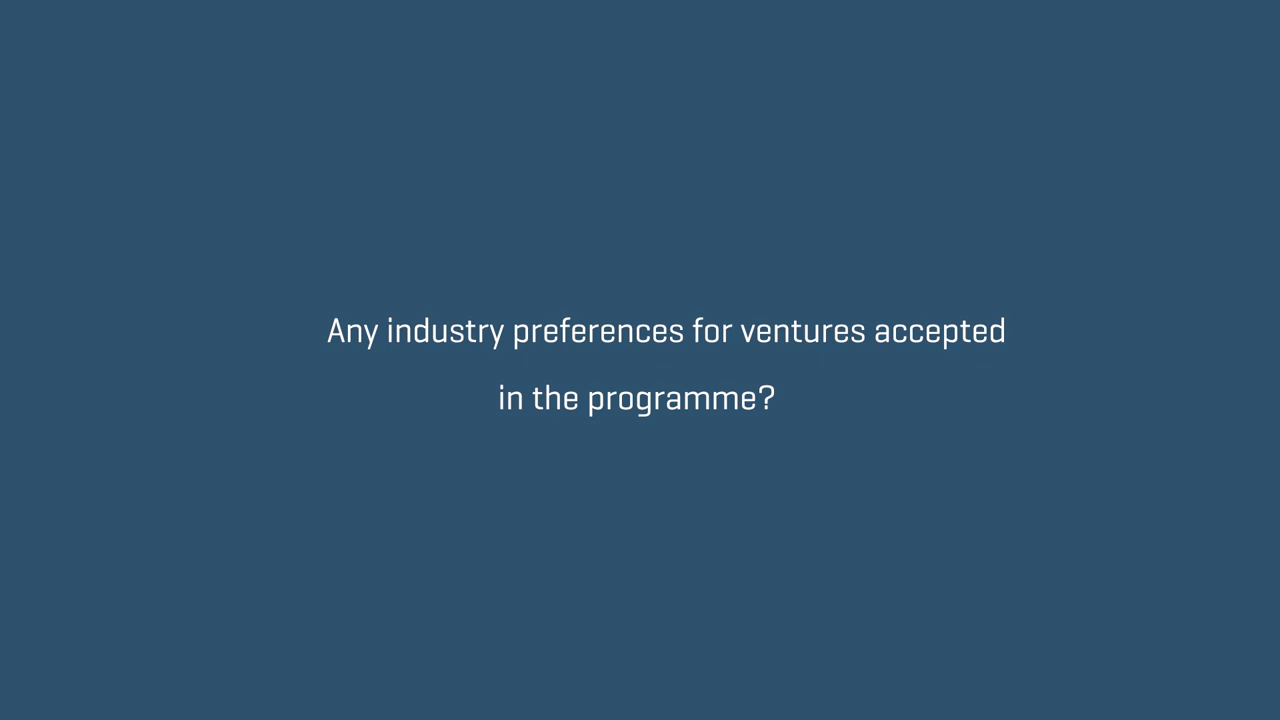 Any industry preferences for ventures accepted
in the programme?